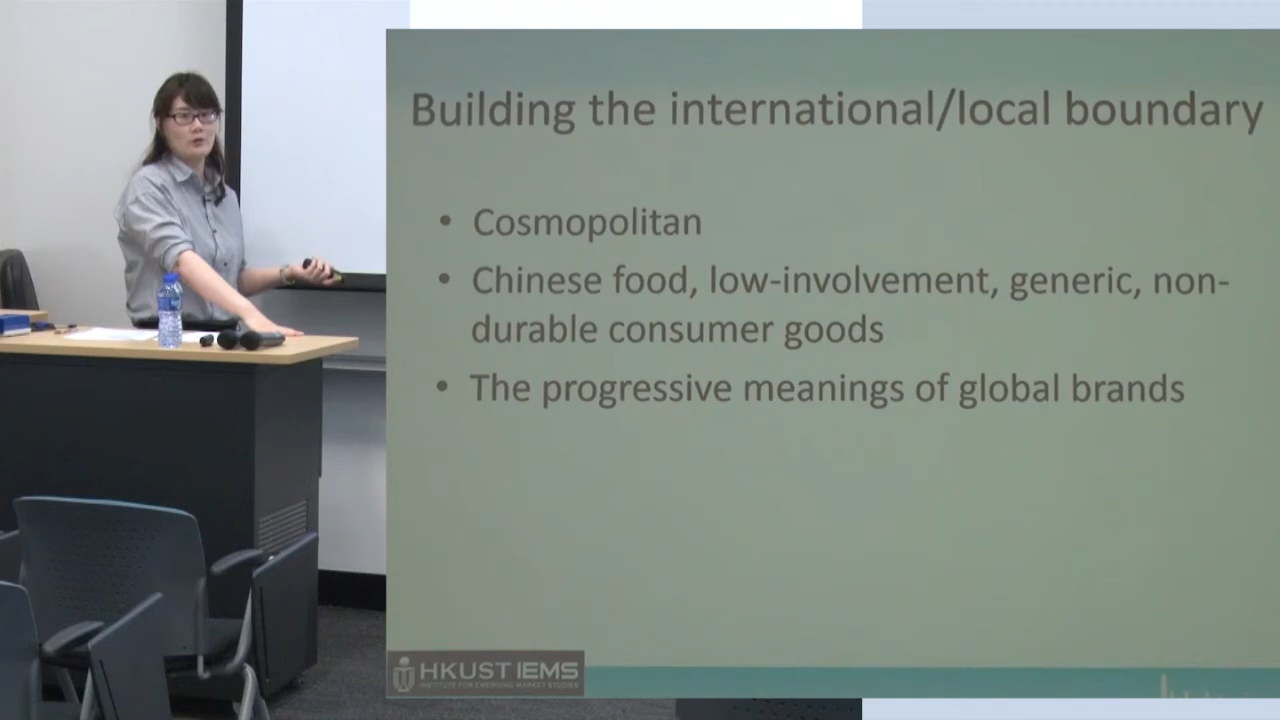 Building the international/local boundary
• Cosmopolitan
• Chinese food, low-involvement, generic, non-
durable consumer goods
• The progressive meanings of global brands
HKUST IEMS
INSTITUTE FOR EMERGING MARKET STUDIES